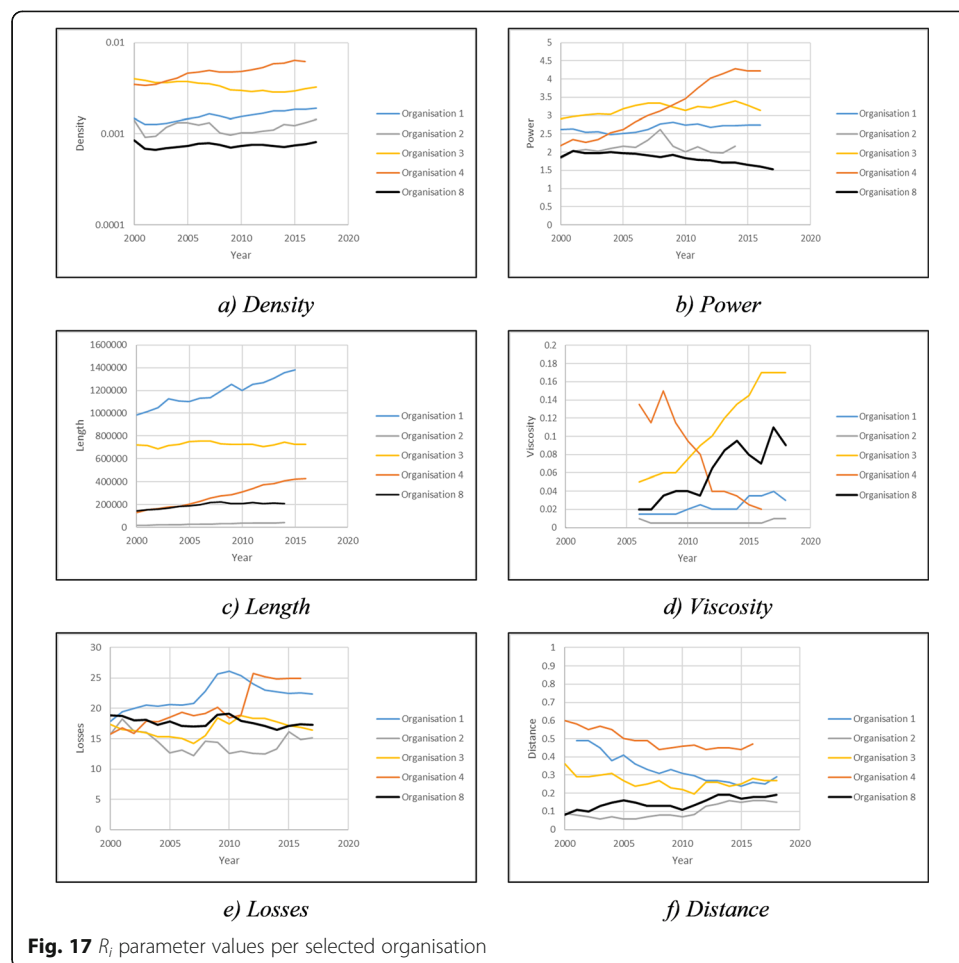 0.01
0.001
0.0001
Density
2000 2005 2010 2015 2020
Year
Organisation 1
Organisation 2
Organisation 3
Organisation 4
Organisation 8
a) Density
5
4.5
4
3.5
3
2.5
2
1.5
1
0.5
0
Power
2000 2005 2010 2015 2020
Year
Organisation 1
Organisation 2
Organisation 3
Organisation 4
Organisation 8
b) Power
1600000
1400000
1200000
1000000
800000
600000
400000
200000
0
Length
2000 2005 2010 2015 2020
Year
Organisation 1
Organisation 2
Organisation 3
Organisation 4
Organisation 8
c) Length
0.2
0.18
0.16
0.14
0.12
0.1
0.08
0.06
0.04
0.02
0
Viscosity
2000 2005 2010 2015 2020
Year
Organisation 1
Organisation 2
Organisation 3
Organisation 4
Organisation 8
d) Viscosity
30
25
20
15
10
5
0
Losses
2000 2005 2010 2015 2020
Year
Organisation 1
Organisation 2
Organisation 3
Organisation 4
Organisation 8
e) Losses
1
0.9
0.8
0.7
0.6
0.5
0.4
0.3
0.2
0.1
0
Distance
2000 2005 2010 2015 2020
Year
Organisation 1
Organisation 2
Organisation 3
Organisation 4
Organisation 8
f) Distance
Fig. 17 Ri parameter values per selected organisation